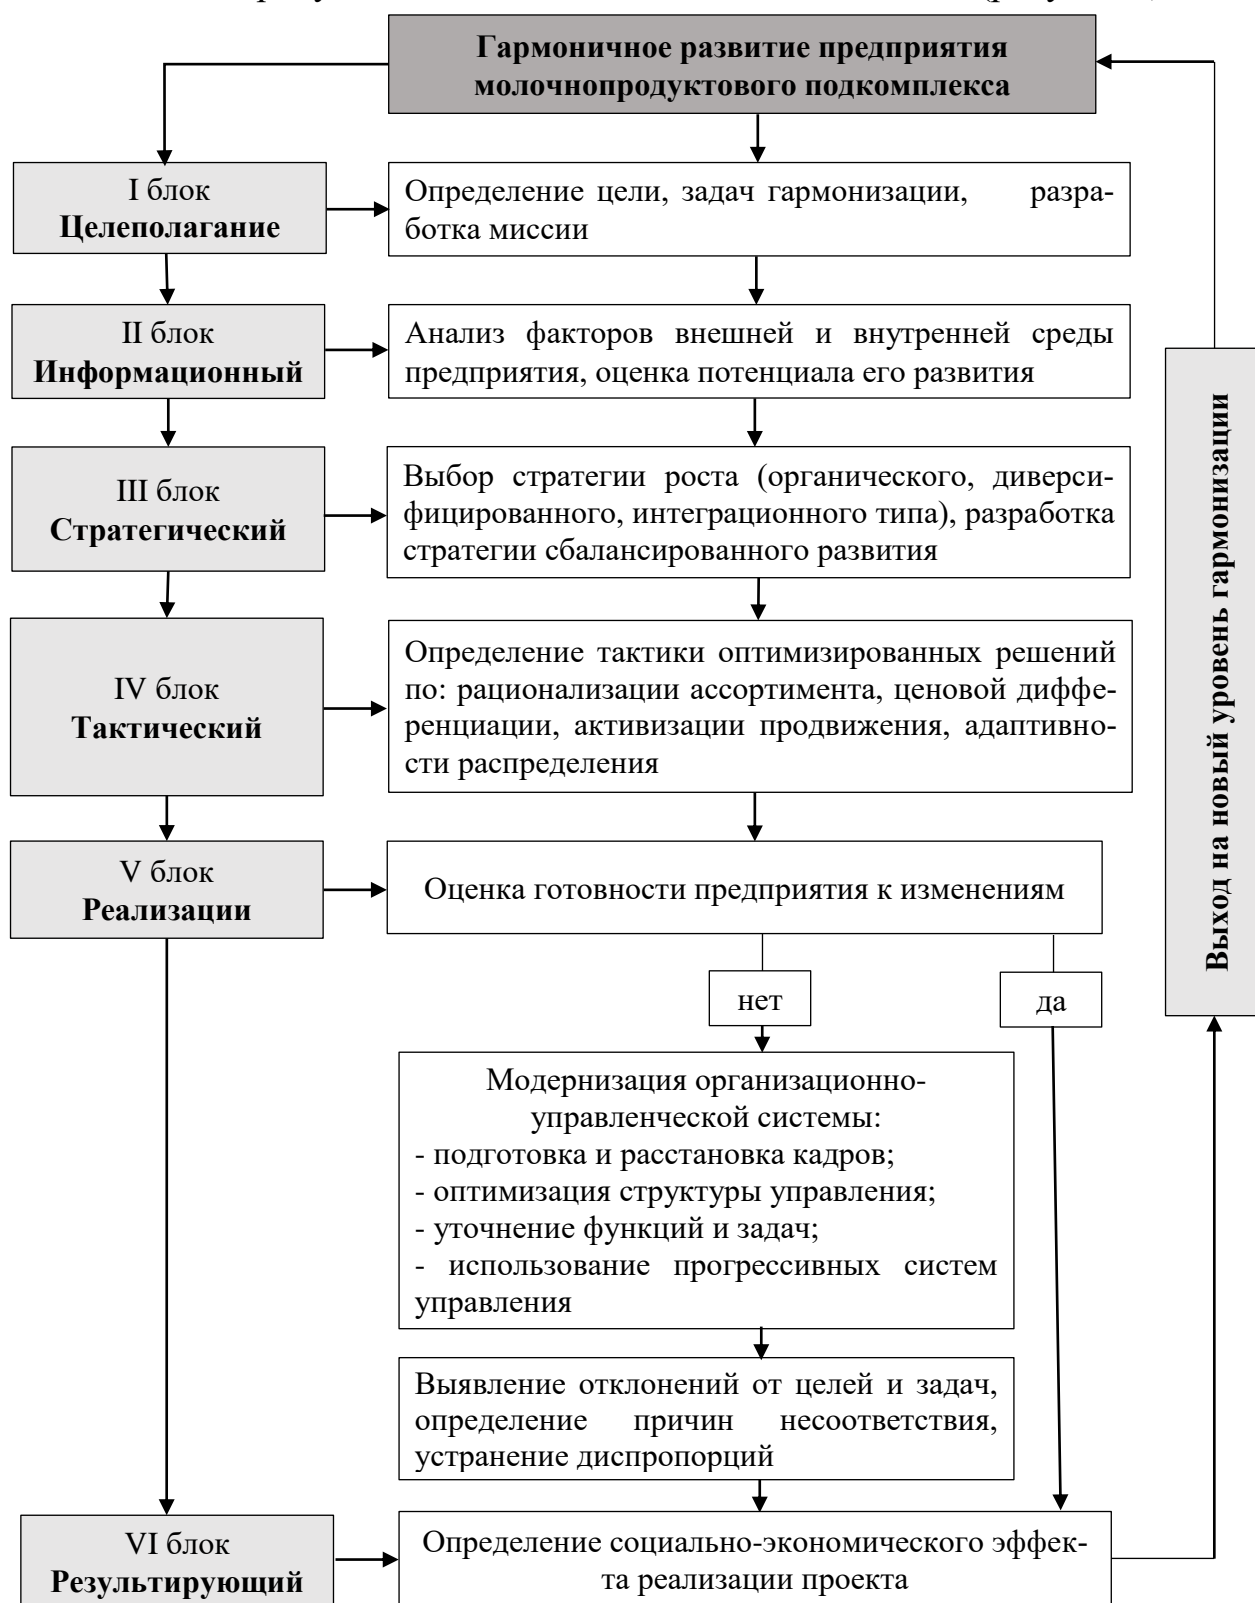 Гармоничное развитие предприятия
молочнопродуктового подкомплекса
I блок
Целеполагание
Определение цели, задач гармонизации, разра-
ботка миссии
II блок
Информационный
Анализ факторов внешней и внутренней среды
предприятия, оценка потенциала его развития
III блок
Стратегический
Выбор стратегии роста (органического, диверси-
фицированного, интеграционного типа), разработка
стратегии сбалансированного развития
IV блок
Тактический
Определение тактики оптимизированных решений
по: рационализации ассортимента, ценовой диффе-
ренциации, активизации продвижения, адаптивно-
сти распределения
V блок
Реализации
Оценка готовности предприятия к изменениям
нет
да
Модернизация организационно-
управленческой системы:
- подготовка и расстановка кадров;
- оптимизация структуры управления;
- уточнение функций и задач;
- использование прогрессивных систем
управления
Выявление отклонений от целей и задач,
определение причин несоответствия,
устранение диспропорций
VI блок
Результирующий
Определение социально-экономического эффек-
та реализации проекта
Выход на новый уровень гармонизации